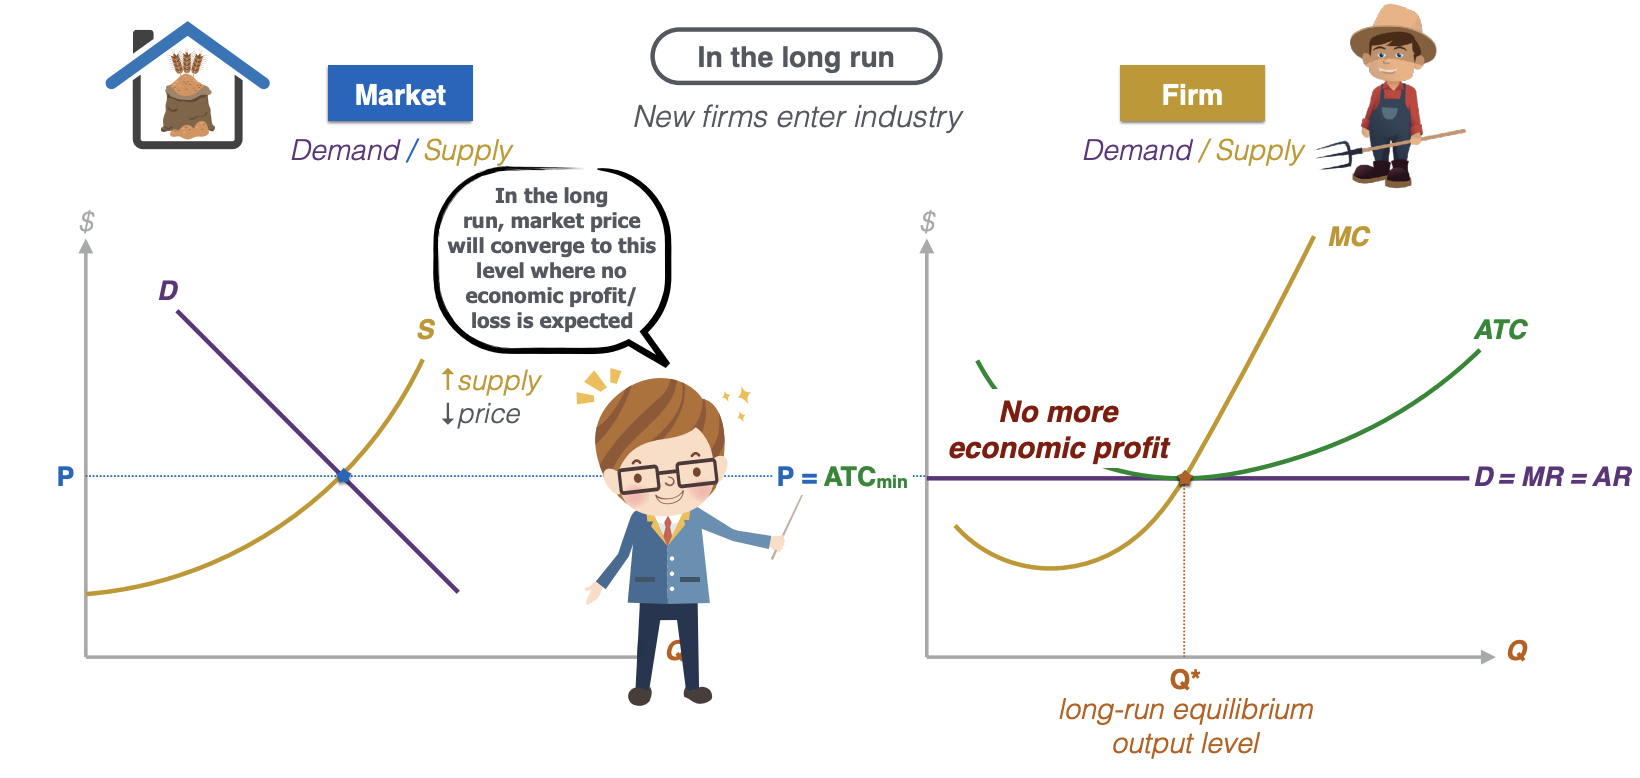 In the long run
New firms enter industry
Market
Demand / Supply
Firm
Demand / Supply
In the long
run, market price
will converge to this
level where no
economic profit/
loss is expected
$
D
S
↑ supply
↓ price
P
Q
P = ATCmin
$
MC
ATC
No more
economic profit
D = MR = AR
Q
Q*
long-run equilibrium
output level